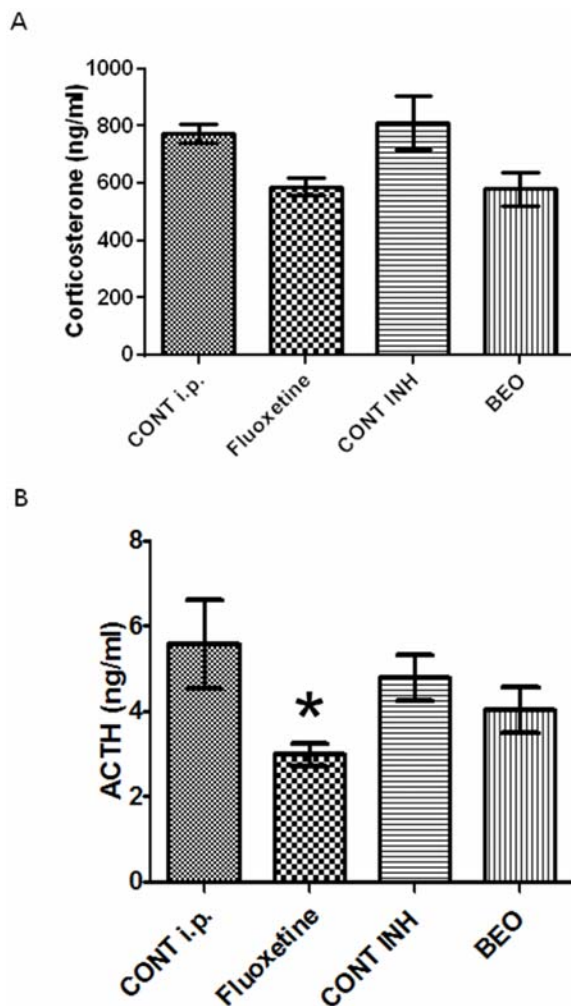 A
Corticosterone (ng/ml)
1000
800
600
400
200
0
CONT i.p.
Fluoxetine
CONT INH
BEO
B
ACTH (ng/ml)
8
6
4
2
0
*
CONT i.p.
Fluoxetine
CONT INH
BEO